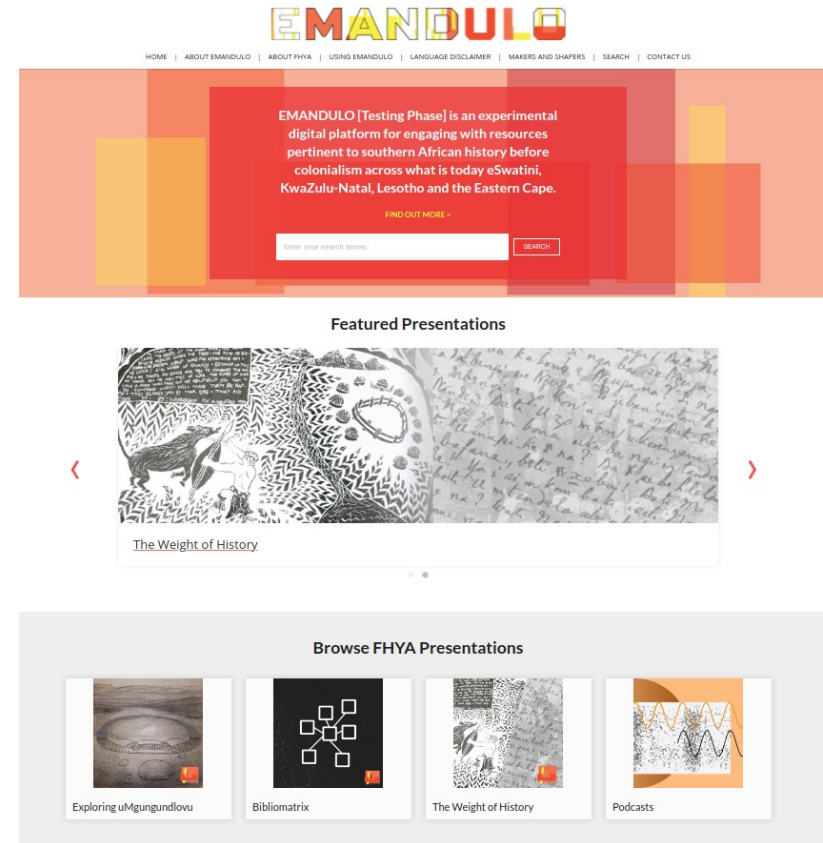 EMANDULO
HOME | ABOUT EMANDULO | ABOUT FHYA | USING EMANDULO | LANGUAGE DISCLAIMER | MAKERS AND SHAPERS | SEARCH | CONTACT US
EMANDULO [Testing Phase] is an experimental
digital platform for engaging with resources
pertinent to southern African history before
colonialism across what is today eSwatini,
KwaZulu-Natal, Lesotho and the Eastern Cape.
FIND OUT MORE >
Enter your search terms: SEARCH
Featured Presentations
The Weight of History
Browse FHYA Presentations
Exploring uMgungundlovu
Bibliomatrix
The Weight of History
Podcasts